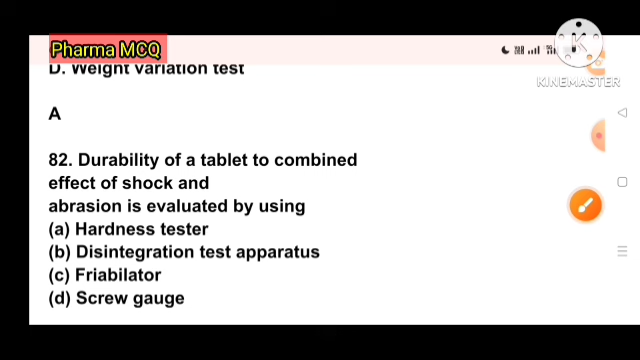 Pharma MCQ
D. Weight variation test
KINEMASTER
A
82. Durability of a tablet to combined
effect of shock and
abrasion is evaluated by using
(a) Hardness tester
(b) Disintegration test apparatus
(c) Friabilator
(d) Screw gauge